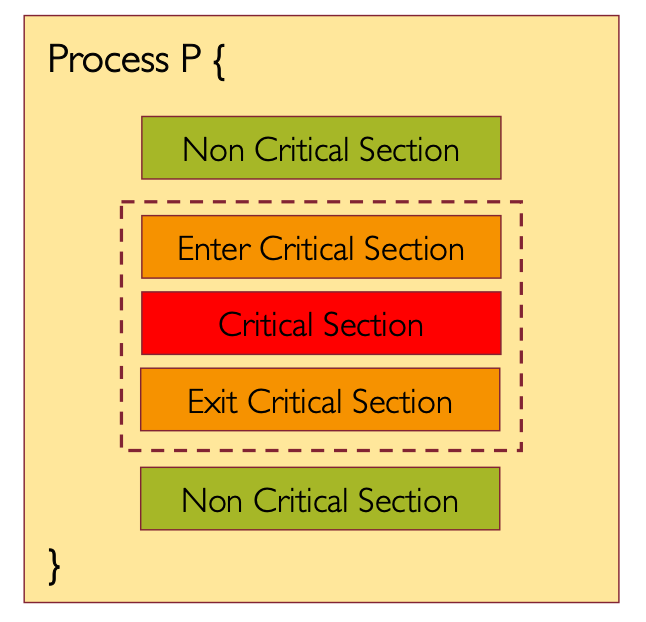 Process P {
Non Critical Section
Enter Critical Section
Critical Section
Exit Critical Section
Non Critical Section
}